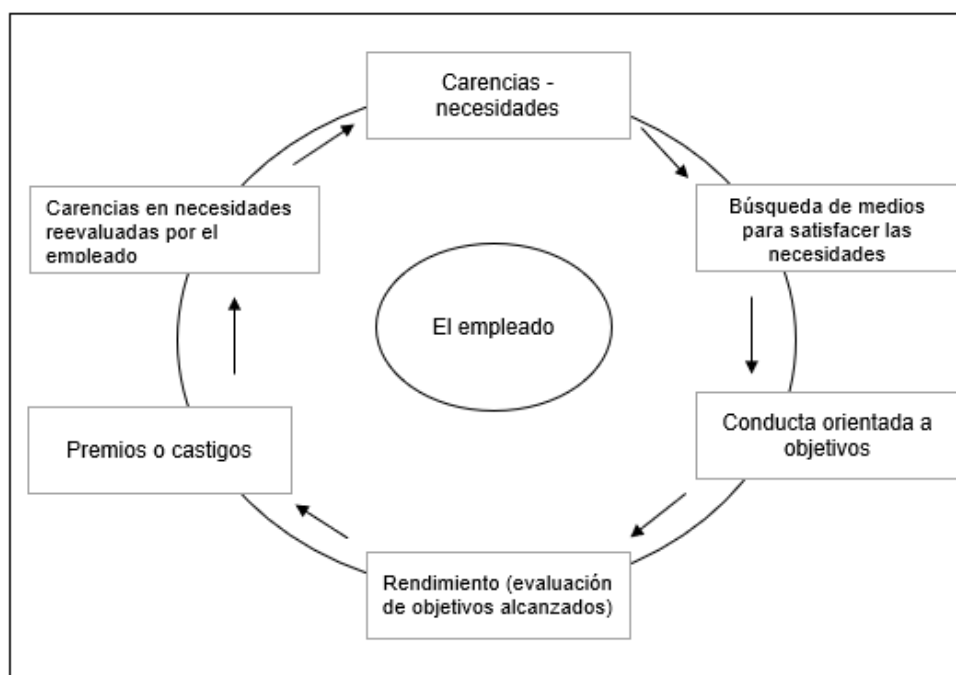 Carencias -
necesidades
Búsqueda de medios
para satisfacer las
necesidades
Conducta orientada a
objetivos
Rendimiento (evaluación
de objetivos alcanzados)
Premios o castigos
Carencias en necesidades
reevaluadas por el
empleado
El empleado